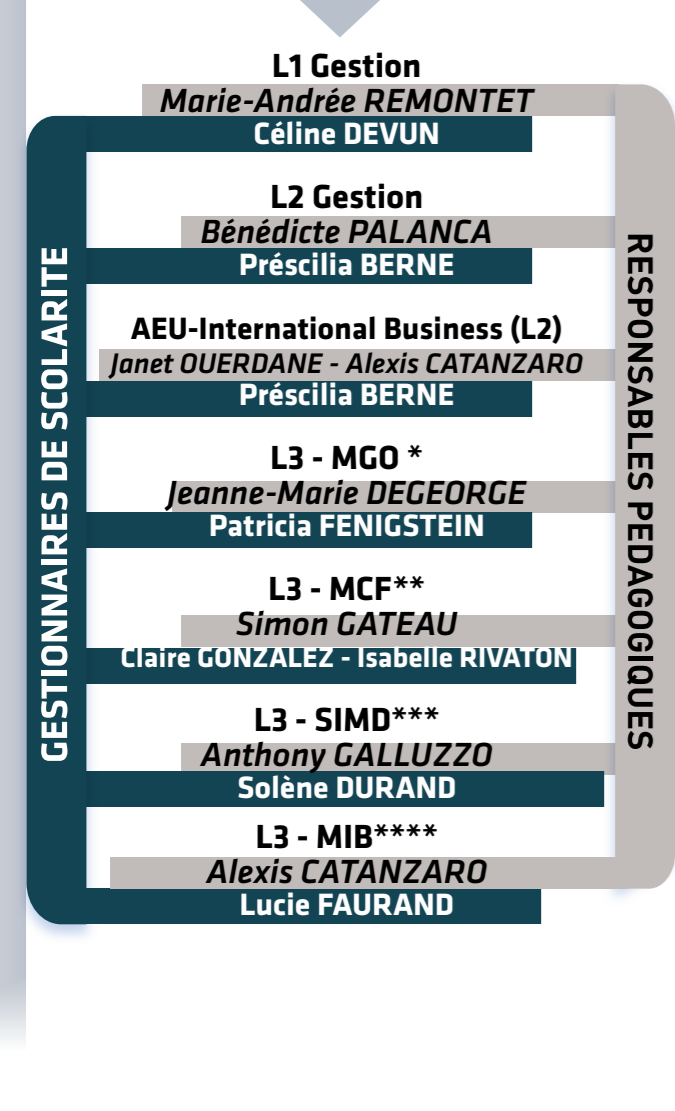 L1 Gestion
Marie-Andrée REMONTET
Céline DEVUN
L2 Gestion
Bénédicte PALANCA
Préscilia BERNE
AEU-International Business (L2)
Janet OUERDANE - Alexis CATANZARO
Préscilia BERNE
L3 - MGO *
Jeanne-Marie DEGEORGE
Patricia FENIGSTEIN
L3 - MCF**
Simon GATEAU
Claire GONZALEZ - Isabelle RIVATON
L3 - SIMD***
Anthony GALLUZZO
Solène DURAND
L3 - MIB****
Alexis CATANZARO
Lucie FAURAND
GESTIONNAIRES DE SCOLARITE
RESPONSABLES PEDAGOGIQUES